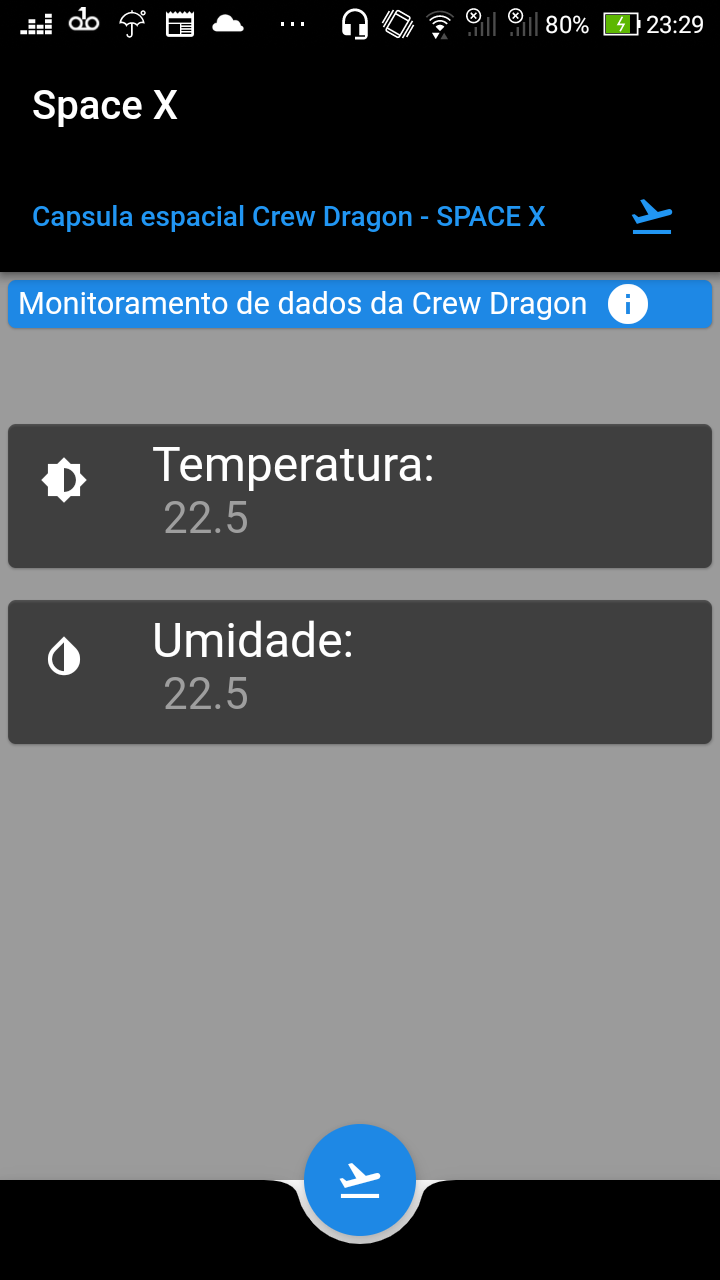 80% 23:29
Space X
Capsula espacial Crew Dragon - SPACE X
Monitoramento de dados da Crew Dragon
Temperatura:
22.5
Umidade:
22.5